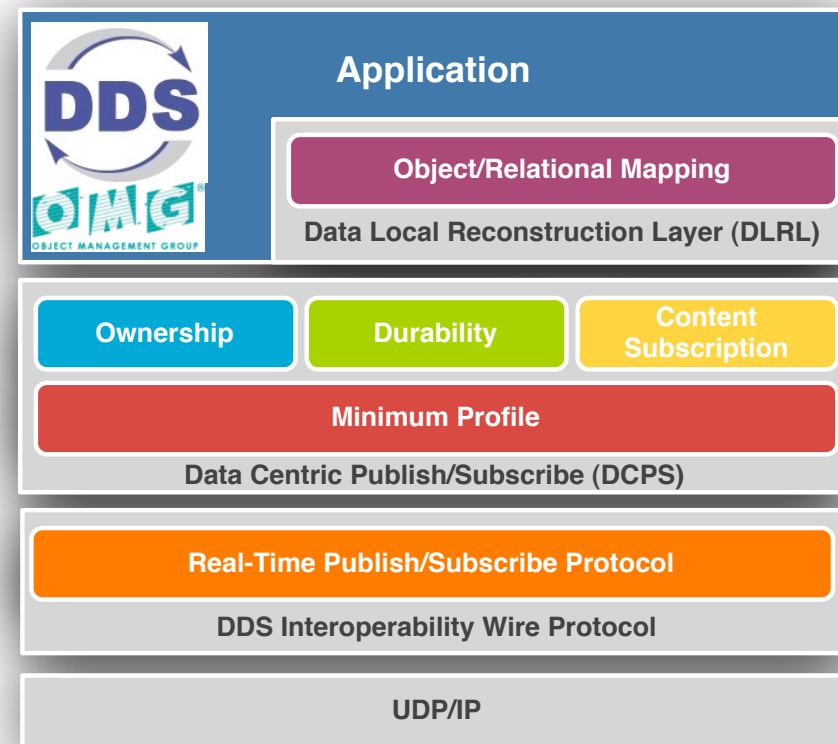 DDS
OMG®
OBJECT MANAGEMENT GROUP
Application
Object/Relational Mapping
Data Local Reconstruction Layer (DLRL)
Ownership
Durability
Content
Subscription
Minimum Profile
Data Centric Publish/Subscribe (DCPS)
Real-Time Publish/Subscribe Protocol
DDS Interoperability Wire Protocol
UDP/IP